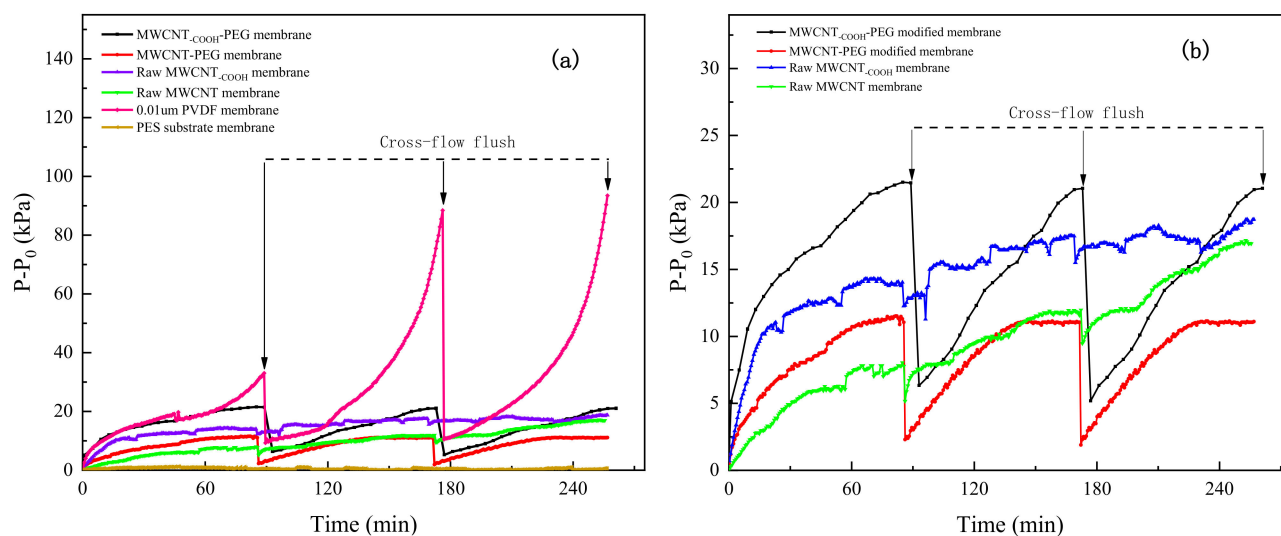 (a)
MWCNT-COOH-PEG membrane
MWCNT-PEG membrane
Raw MWCNT-COOH membrane
Raw MWCNT membrane
0.01um PVDF membrane
PES substrate membrane
Cross-flow flush
P-P0 (kPa)
0
20
40
60
80
100
120
140
0
60
120
180
240
Time (min)
(b)
MWCNT-COOH-PEG modified membrane
MWCNT-PEG modified membrane
Raw MWCNT-COOH membrane
Raw MWCNT membrane
Cross-flow flush
P-P0 (kPa)
0
5
10
15
20
25
30
0
60
120
180
240
Time (min)